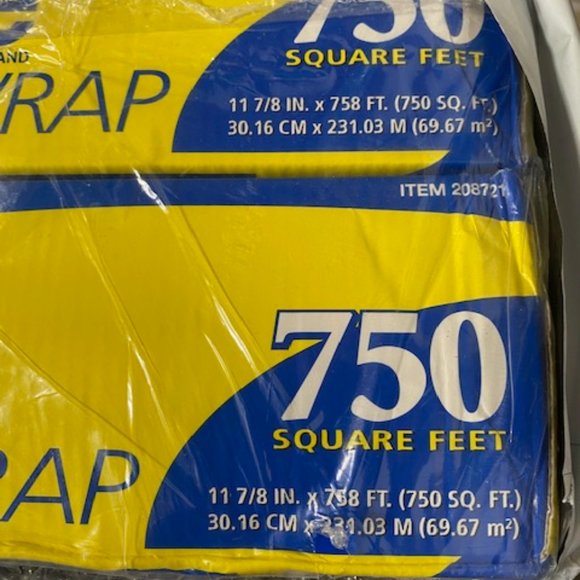 AND
WRAP
750
SQUARE FEET
11 7/8 IN. x 758 FT. (750 SQ. FT.)
30.16 CM x 231.03 M (69.67 m²)
ITEM 208721
750
SQUARE FEET
RAP
11 7/8 IN. x 758 FT. (750 SQ. FT.)
30.16 CM x 231.03 M (69.67 m²)